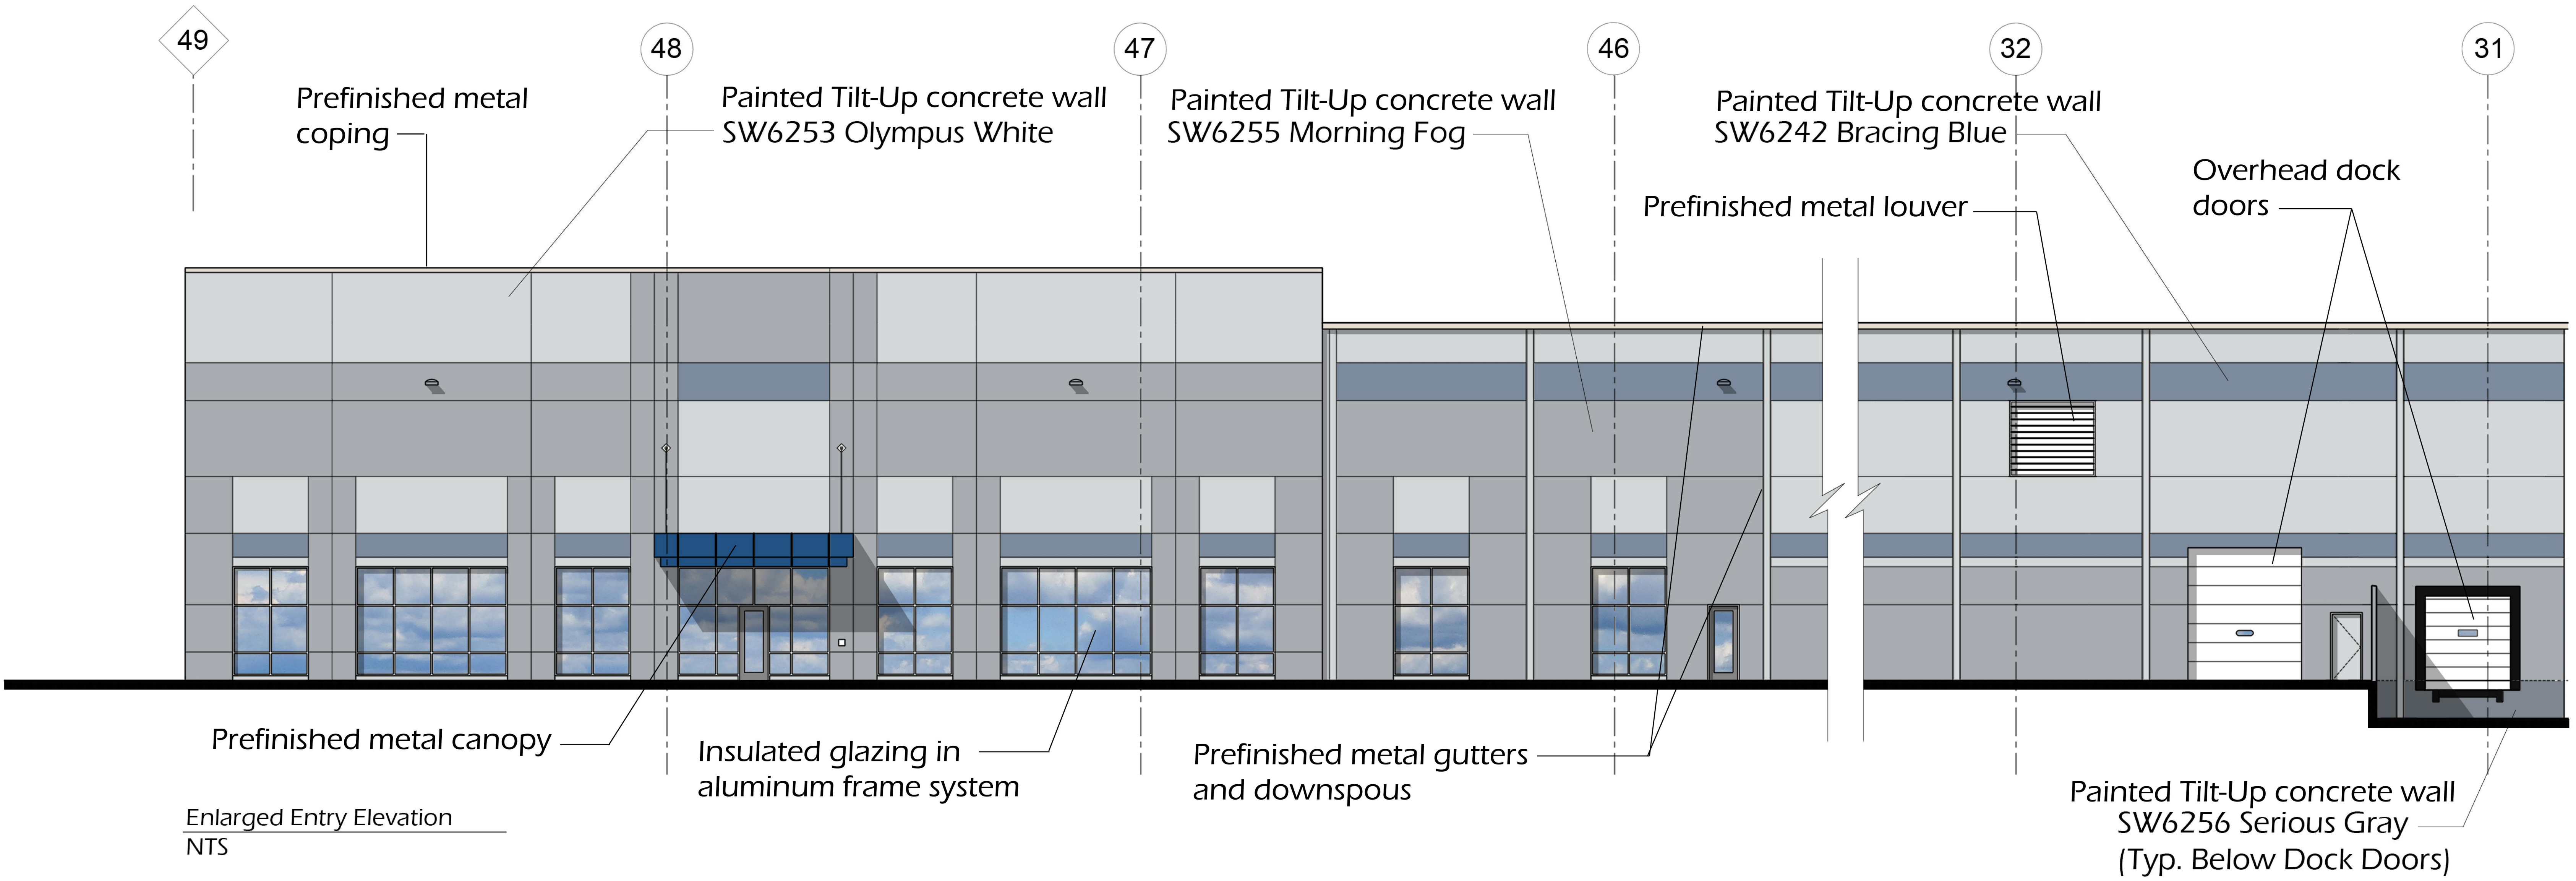 49
48
47
46
32
31
Prefinished metal
coping
Painted Tilt-Up concrete wall
SW6253 Olympus White
Painted Tilt-Up concrete wall
SW6255 Morning Fog
Painted Tilt-Up concrete wall
SW6242 Bracing Blue
Prefinished metal louver
Overhead dock
doors
Prefinished metal canopy
Insulated glazing in
aluminum frame system
Prefinished metal gutters
and downspous
Painted Tilt-Up concrete wall
SW6256 Serious Gray
(Typ. Below Dock Doors)
Enlarged Entry Elevation
NTS